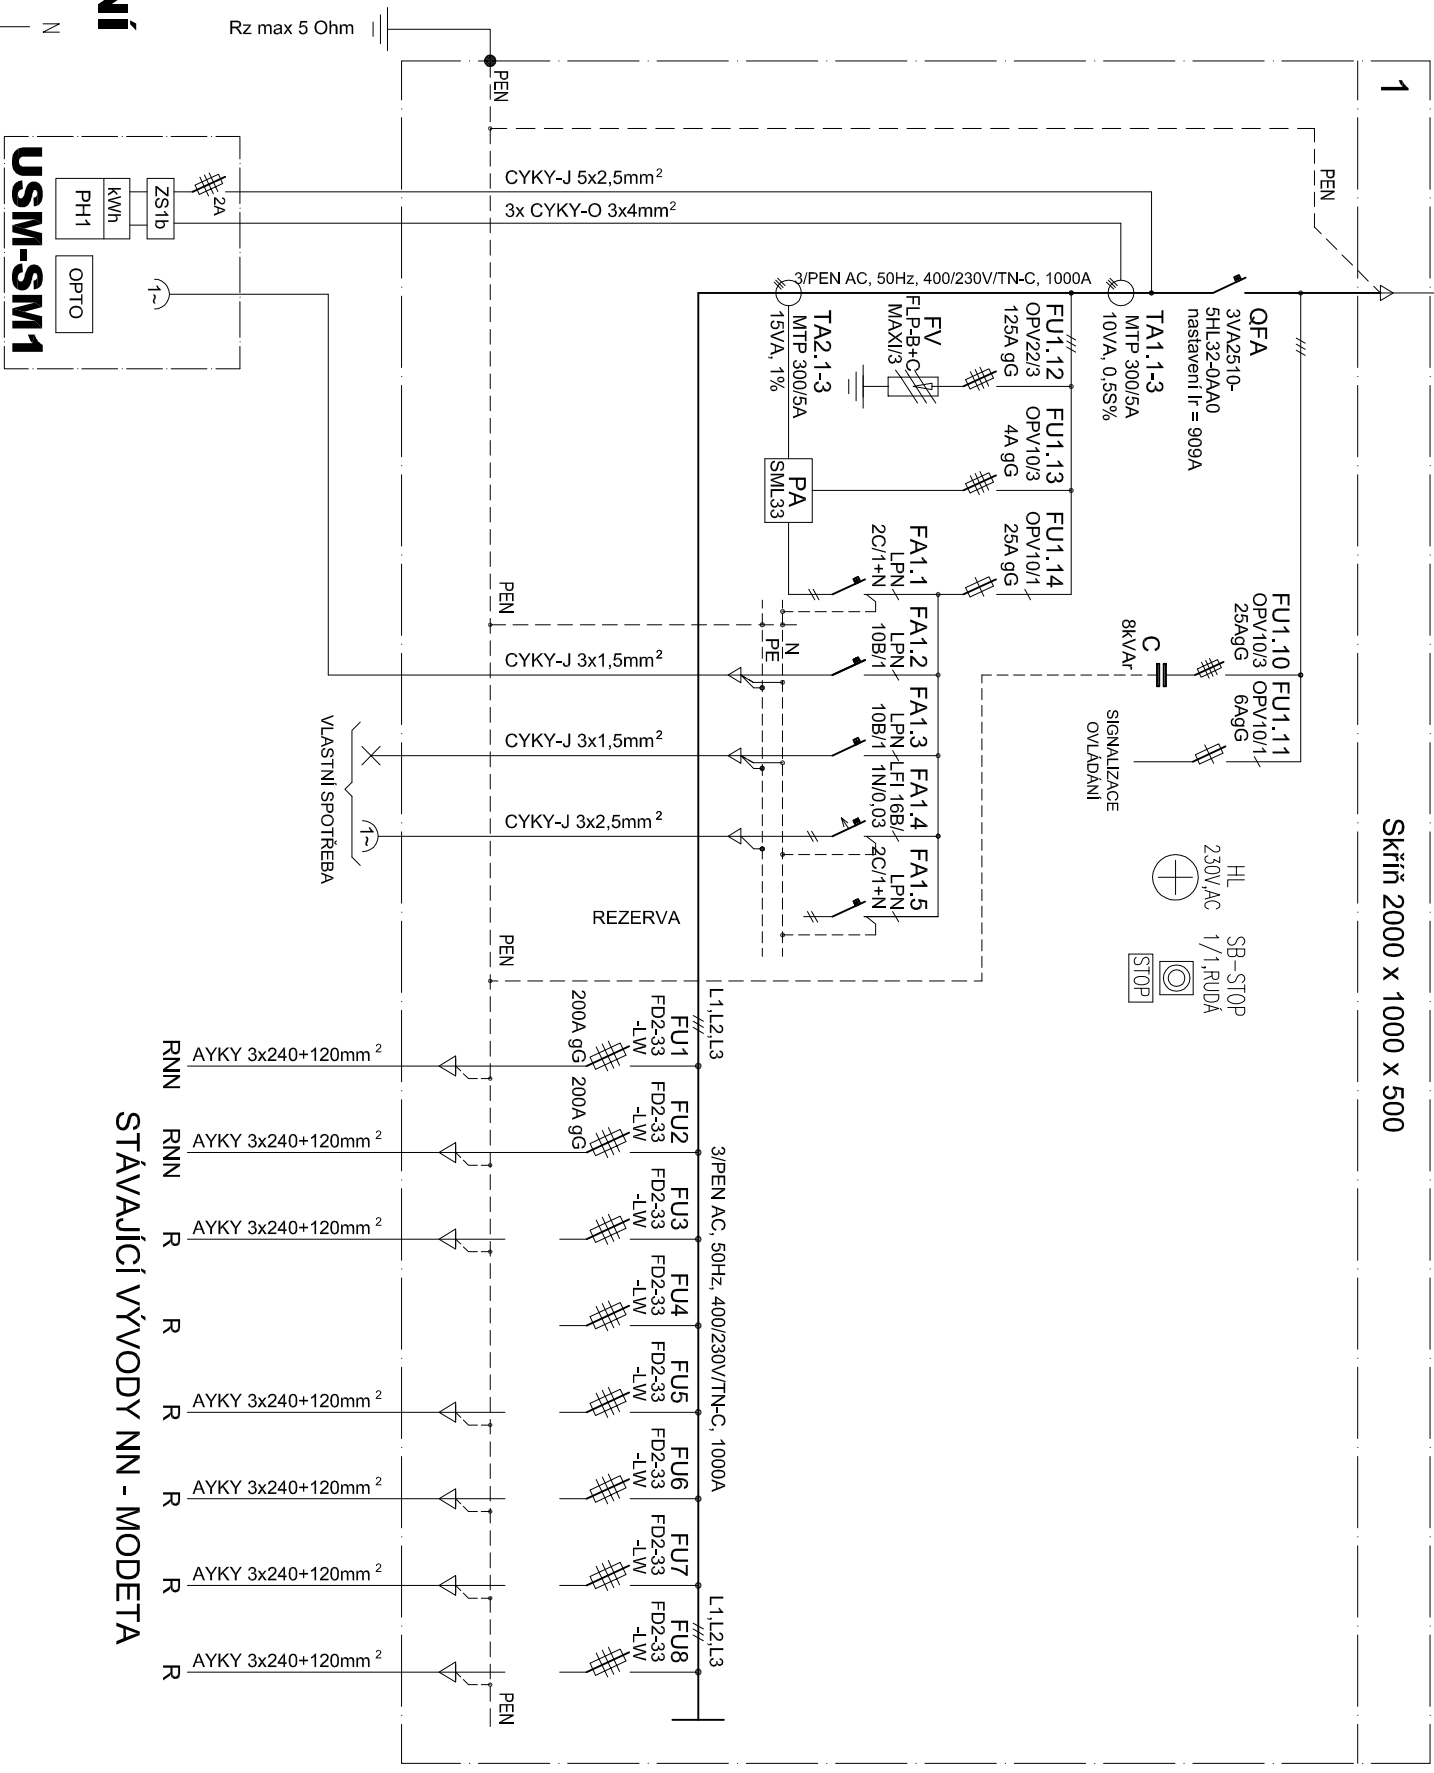 NÍ
N
Rz max 5 Ohm
PEN
1
Skříň 2000 x 1000 x 500
PEN
CYKY-J 5x2,5mm²
3x CYKY-O 3x4mm²
2A
ZS1b
kWh
PH1
OPTO
1~
USM-SM1
3/PEN AC, 50Hz, 400/230V/TN-C, 1000A
QFA
3VA2510-
5HL32-0AA0
nastavení Ir = 909A
TA1.1-3
MTP 300/5A
10VA, 0,5S%
FU1.12
OPV22/3
125A gG
FV
FLP-B+C
MAXI/3
TA2.1-3
MTP 300/5A
15VA, 1%
FU1.13
OPV10/3
4A gG
PA
SML33
FU1.14
OPV10/1
25A gG
FU1.10
OPV10/3
25AgG
FU1.11
OPV10/1
6AgG
C
8kVAr
SIGNALIZACE
OVLÁDÁNÍ
HL
230V,AC
SB-STOP
1/1,RUDÁ
STOP
FA1.1
LPN
2C/1+N
FA1.2
LPN
10B/1
FA1.3
LPN
10B/1
FA1.4
LFI 16B/
1N/0,03
FA1.5
LPN
2C/1+N
N
PE
PEN
CYKY-J 3x1,5mm²
CYKY-J 3x1,5mm²
CYKY-J 3x2,5mm²
1~
VLASTNÍ SPOTŘEBA
REZERVA
PEN
L1,L2,L3
3/PEN AC, 50Hz, 400/230V/TN-C, 1000A
L1,L2,L3
FU1
FD2-33
-LW
200A gG
FU2
FD2-33
-LW
200A gG
FU3
FD2-33
-LW
FU4
FD2-33
-LW
FU5
FD2-33
-LW
FU6
FD2-33
-LW
FU7
FD2-33
-LW
FU8
FD2-33
-LW
PEN
AYKY 3x240+120mm²
RNN
AYKY 3x240+120mm²
RNN
AYKY 3x240+120mm²
R
R
AYKY 3x240+120mm²
R
AYKY 3x240+120mm²
R
AYKY 3x240+120mm²
R
AYKY 3x240+120mm²
R
STÁVAJÍCÍ VÝVODY NN - MODETA